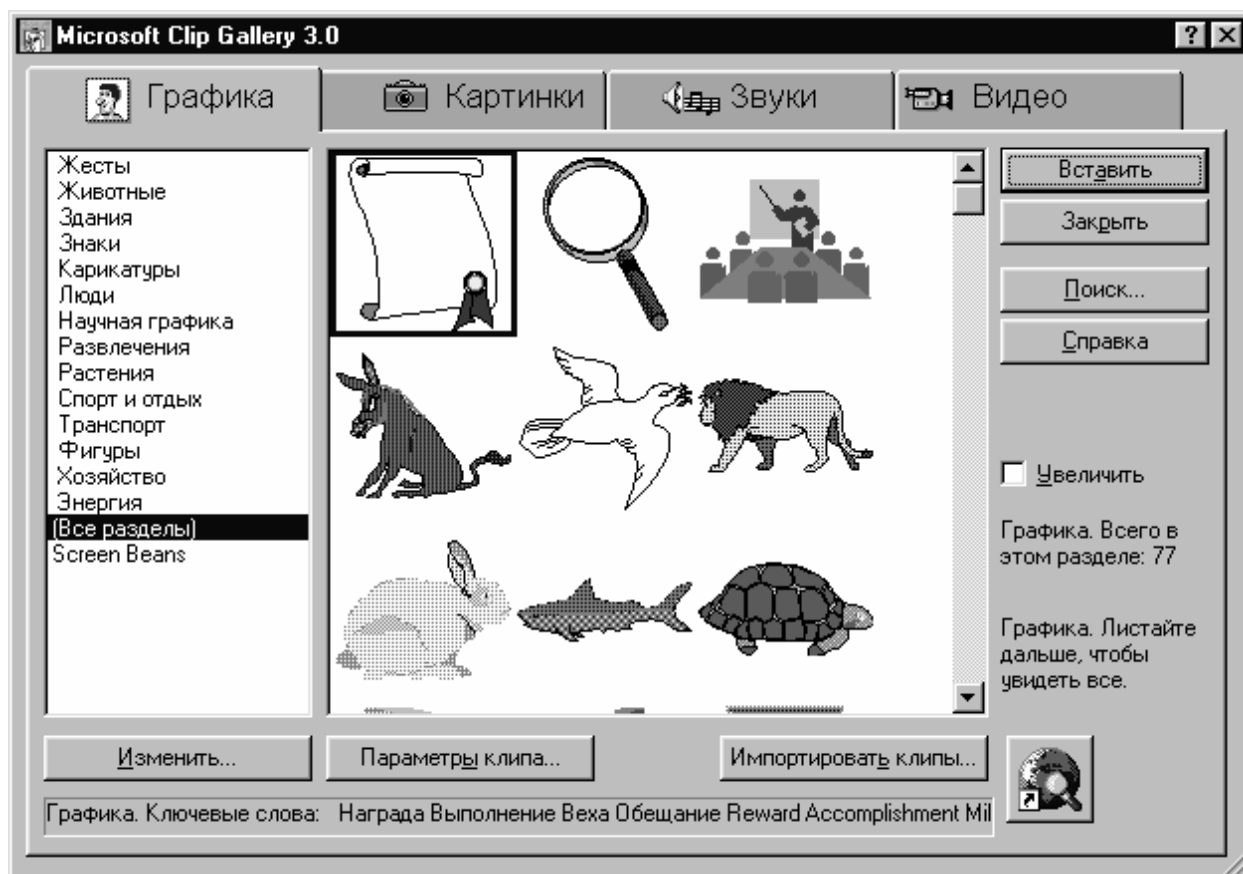 Microsoft Clip Gallery 3.0
Графика
Картинки
Звуки
Видео
Жесты
Животные
Здания
Знаки
Карикатуры
Люди
Научная графика
Развлечения
Растения
Спорт и отдых
Транспорт
Фигуры
Хозяйство
Энергия
(Все разделы)
Screen Beans
Вставить
Закрыть
Поиск...
Справка
Увеличить
Графика. Всего в
этом разделе: 77
Графика. Листайте
дальше, чтобы
увидеть все.
Изменить...
Параметры клипа...
Импортировать клипы...
Графика. Ключевые слова: Награда Выполнение Веха Обещание Reward Accomplishment Mil